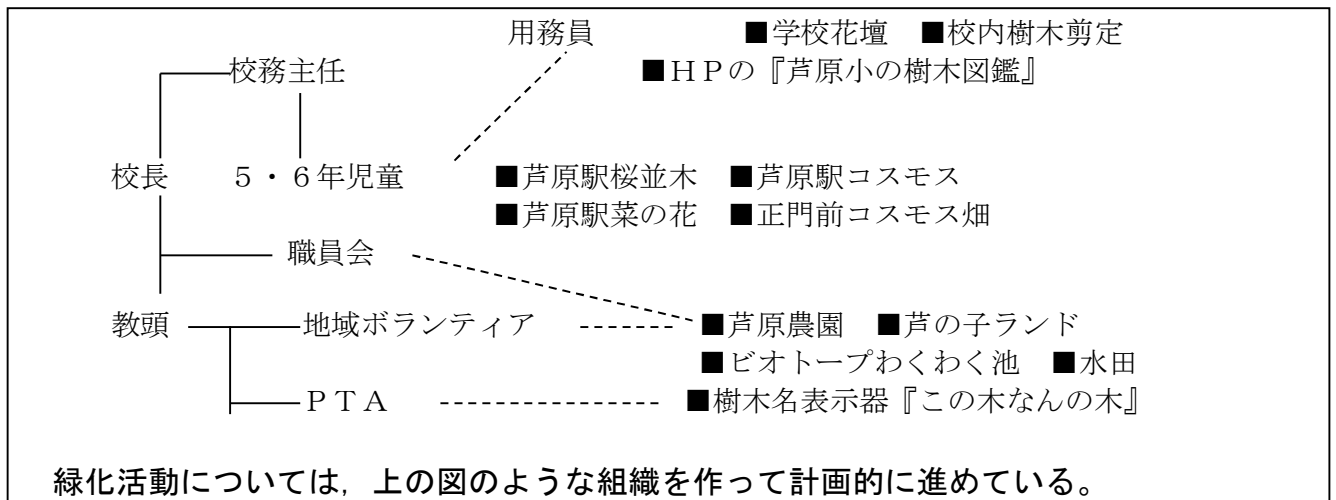 用務員　■学校花壇　■校内樹木剪定
校務主任　■ＨＰの『芦原小の樹木図鑑』
校長　５・６年児童　■芦原駅桜並木　■芦原駅コスモス
■芦原駅菜の花　■正門前コスモス畑
職員会
教頭　地域ボランティア　■芦原農園　■芦の子ランド
■ビオトープわくわく池　■水田
ＰＴＡ　■樹木名表示器『この木なんの木』
緑化活動については，上の図のような組織を作って計画的に進めている。